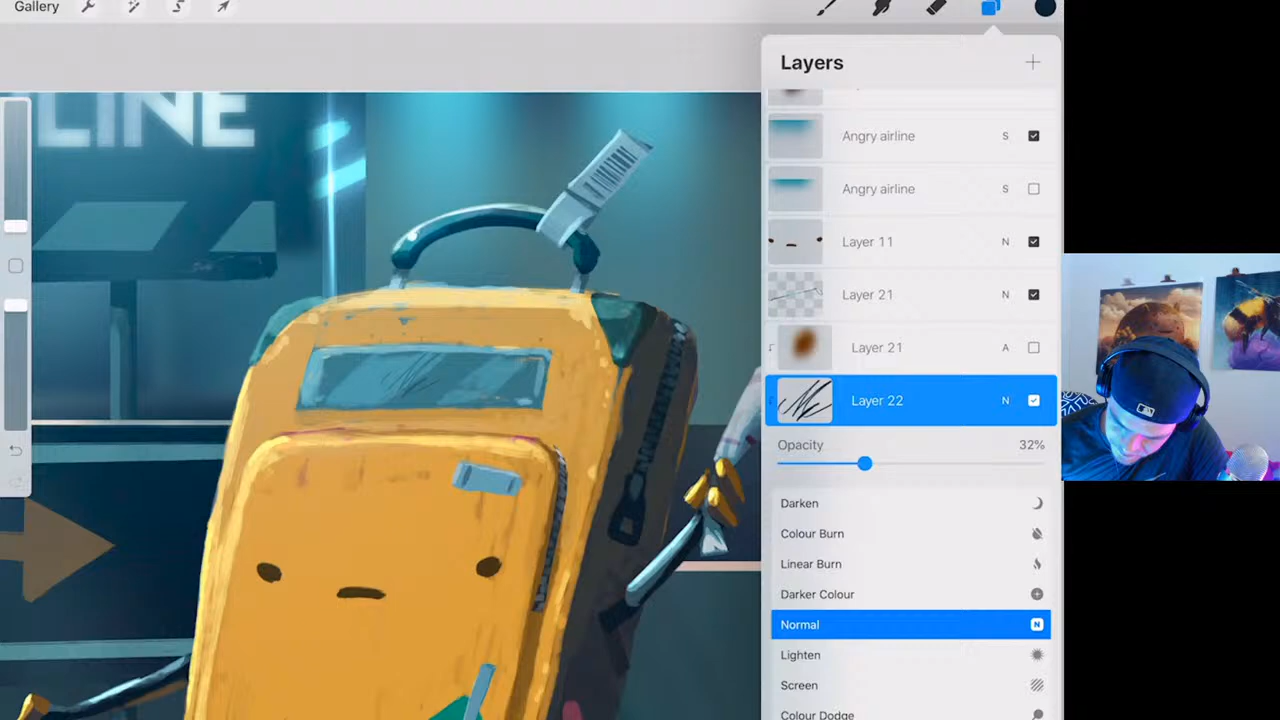 Gallery
Layers
LINE
Angry airline S
Angry airline S
Layer 11 N
Layer 21 N
Layer 21 A
Layer 22 N
Opacity 32%
Darken
Colour Burn
Linear Burn
Darker Colour
Normal N
Lighten
Screen
Colour Dodge